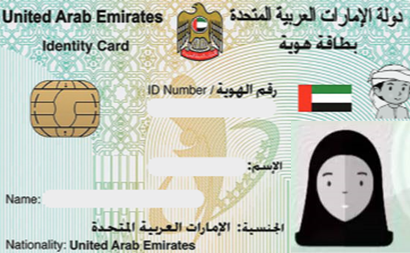 United Arab Emirates دولة الإمارات العربية المتحدة
Identity Card بطاقة هوية
ID Number / رقم الهوية
الإسم:
Name:
الجنسية: الإمارات العربية المتحدة
Nationality: United Arab Emirates